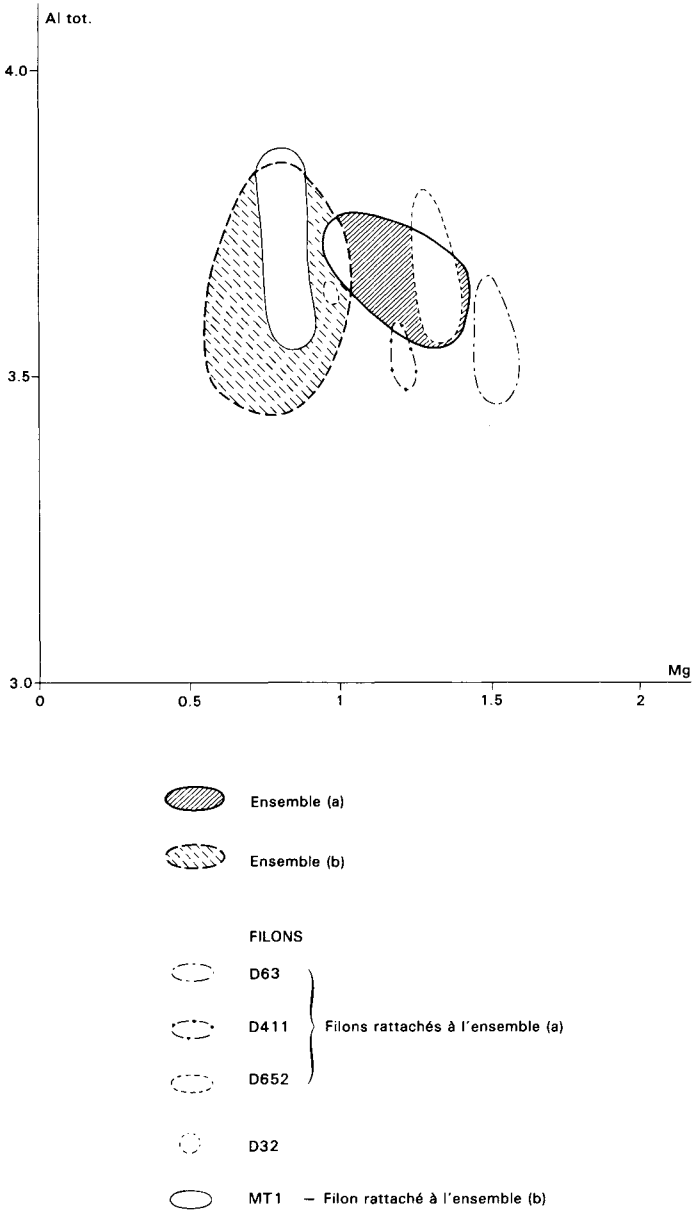 Al tot.
4.0
3.5
3.0
Mg
0 0.5 1 1.5 2
Ensemble (a)
Ensemble (b)
FILONS
D63
D411 Filons rattachés à l'ensemble (a)
D652
D32
MT1 – Filon rattaché à l'ensemble (b)